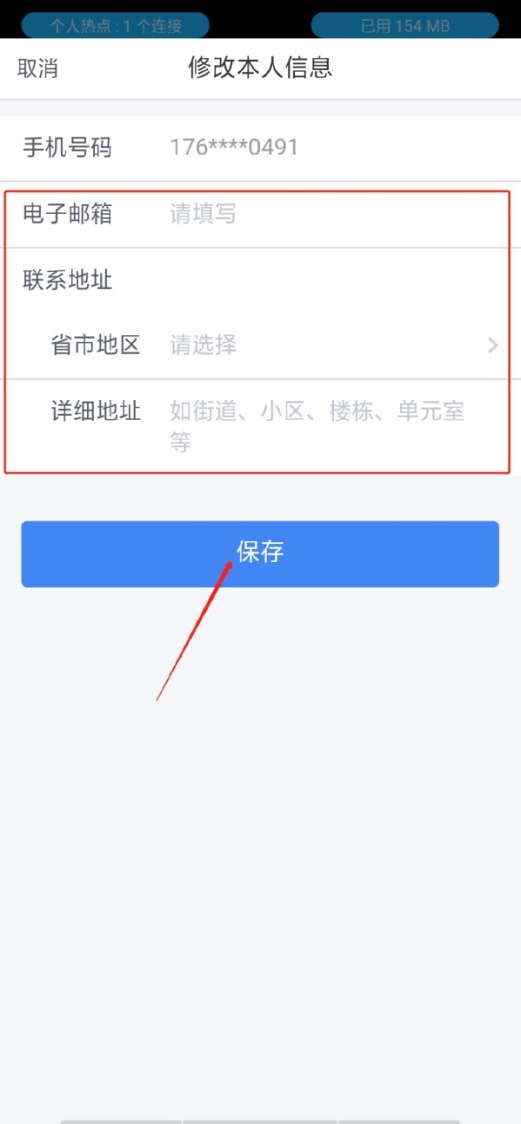 个人热点 : 1 个连接 已用 154 MB
取消 修改本人信息
手机号码 176****0491
电子邮箱 请填写
联系地址
省市地区 请选择
详细地址 如街道、小区、楼栋、单元室
等
保存